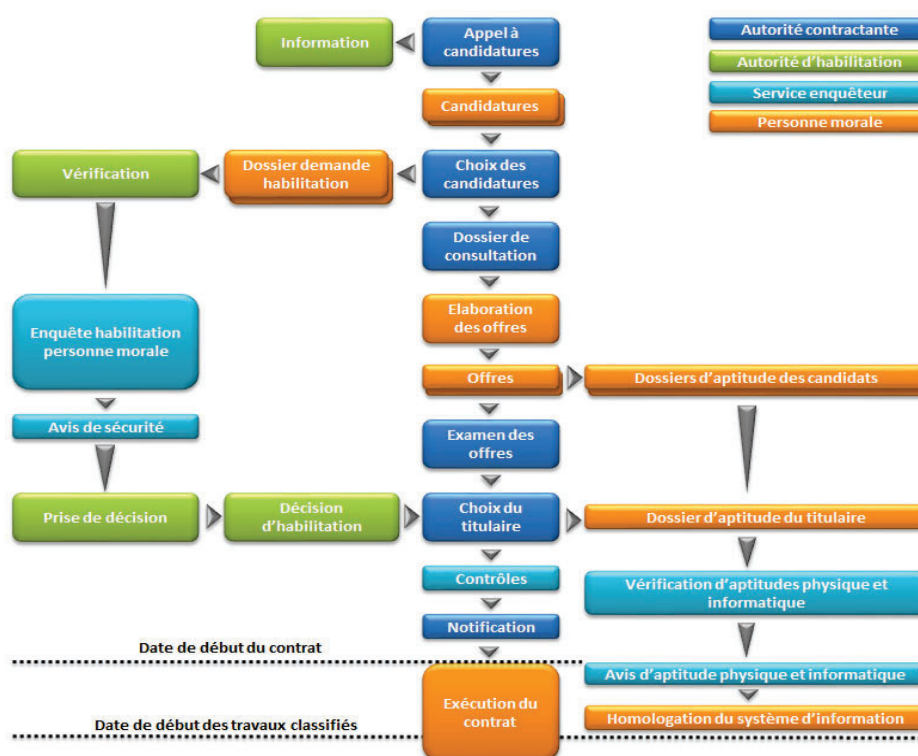 Information
Appel à
candidatures
Autorité contractante
Autorité d'habilitation
Service enquêteur
Personne morale
Candidatures
Vérification
Dossier demande
habilitation
Choix des
candidatures
Dossier de
consultation
Enquête habilitation
personne morale
Elaboration
des offres
Offres
Dossiers d'aptitude des candidats
Avis de sécurité
Examen des
offres
Prise de décision
Décision
d'habilitation
Choix du
titulaire
Dossier d'aptitude du titulaire
Contrôles
Vérification d'aptitudes physique et
informatique
Notification
Date de début du contrat
Avis d'aptitude physique et informatique
Exécution du
contrat
Homologation du système d'information
Date de début des travaux classifiés